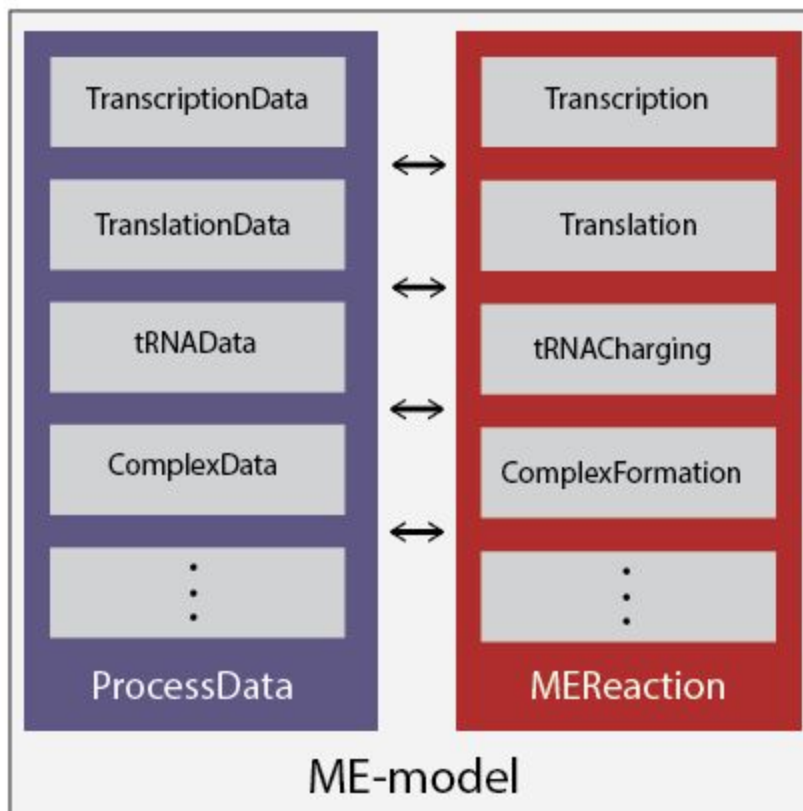 TranscriptionData
TranslationData
tRNAData
ComplexData
ProcessData
Transcription
Translation
tRNACharging
ComplexFormation
MEReaction
ME-model